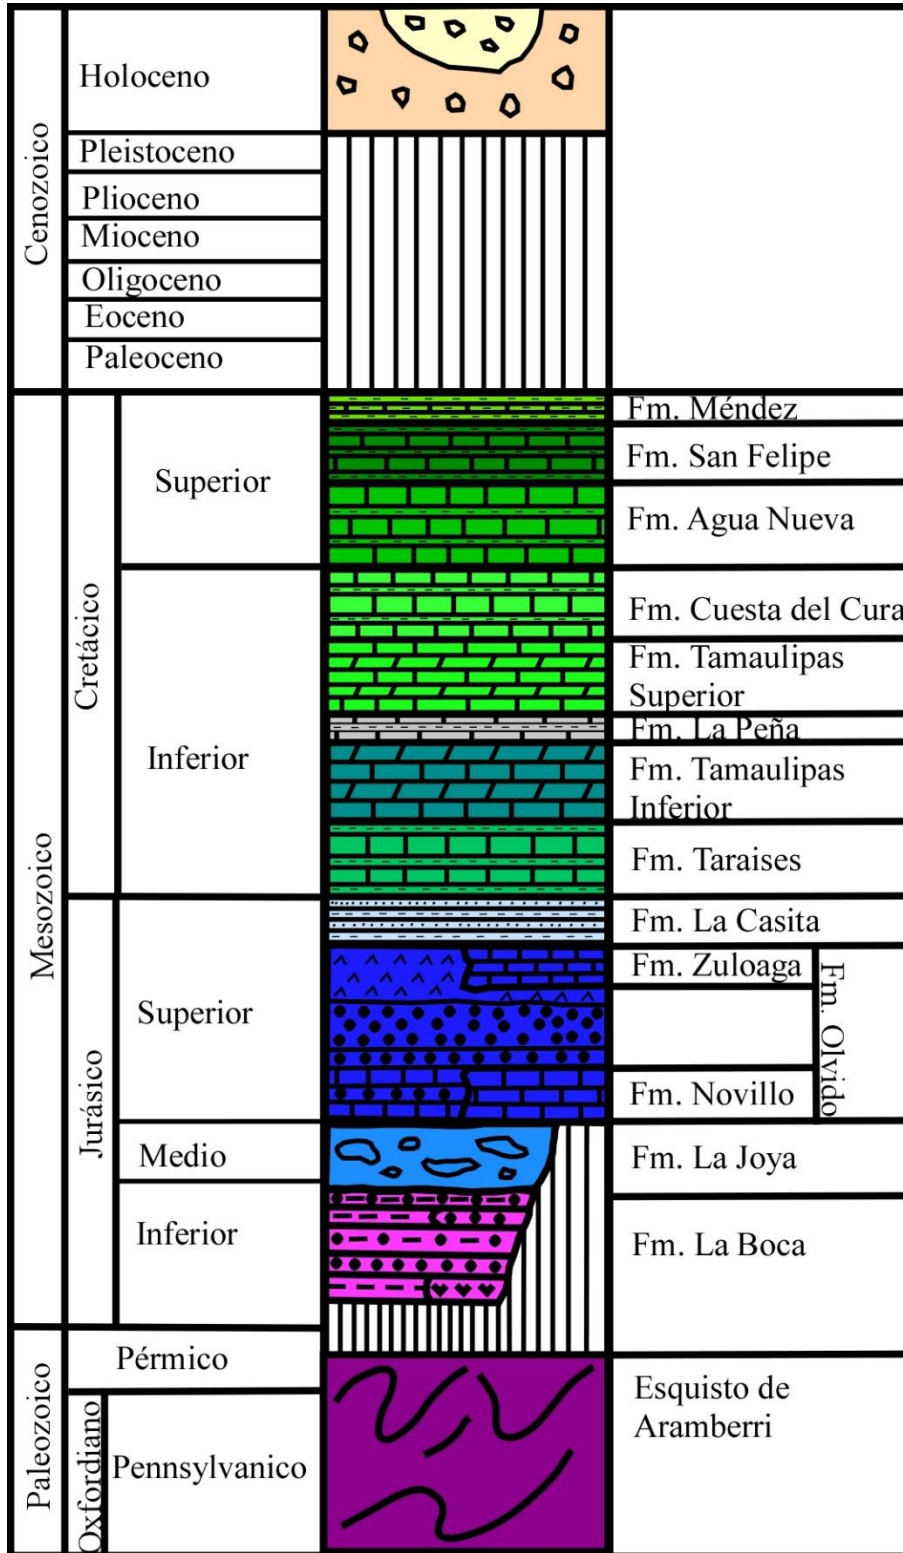 Cenozoico
Holoceno
Pleistoceno
Plioceno
Mioceno
Oligoceno
Eoceno
Paleoceno
Mesozoico
Cretácico
Superior
Fm. Méndez
Fm. San Felipe
Fm. Agua Nueva
Inferior
Fm. Cuesta del Cura
Fm. Tamaulipas
Superior
Fm. La Peña
Fm. Tamaulipas
Inferior
Fm. Taraises
Jurásico
Superior
Fm. La Casita
Fm. Zuloaga
Fm. Olvido
Fm. Novillo
Medio
Fm. La Joya
Inferior
Fm. La Boca
Paleozoico
Pérmico
Esquisto de
Aramberri
Oxfordiano
Pennsylvanico